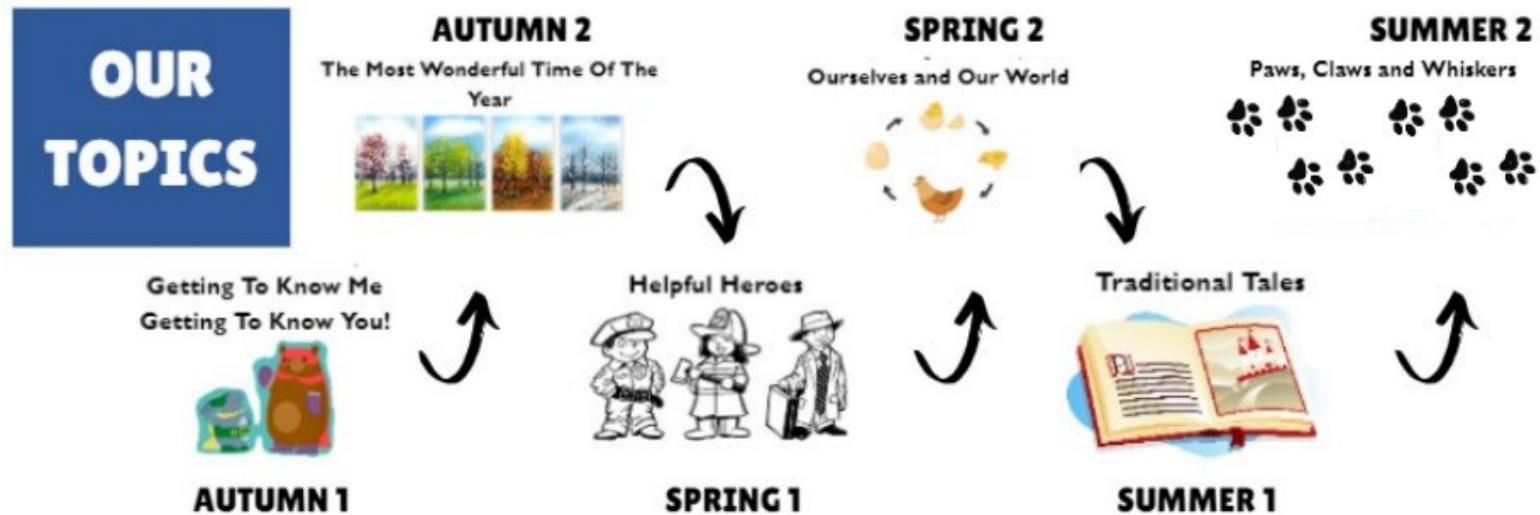 OUR
TOPICS
AUTUMN 2
The Most Wonderful Time Of The
Year
SPRING 2
Ourselves and Our World
SUMMER 2
Paws, Claws and Whiskers
Getting To Know Me
Getting To Know You!
AUTUMN 1
Helpful Heroes
SPRING 1
Traditional Tales
SUMMER 1